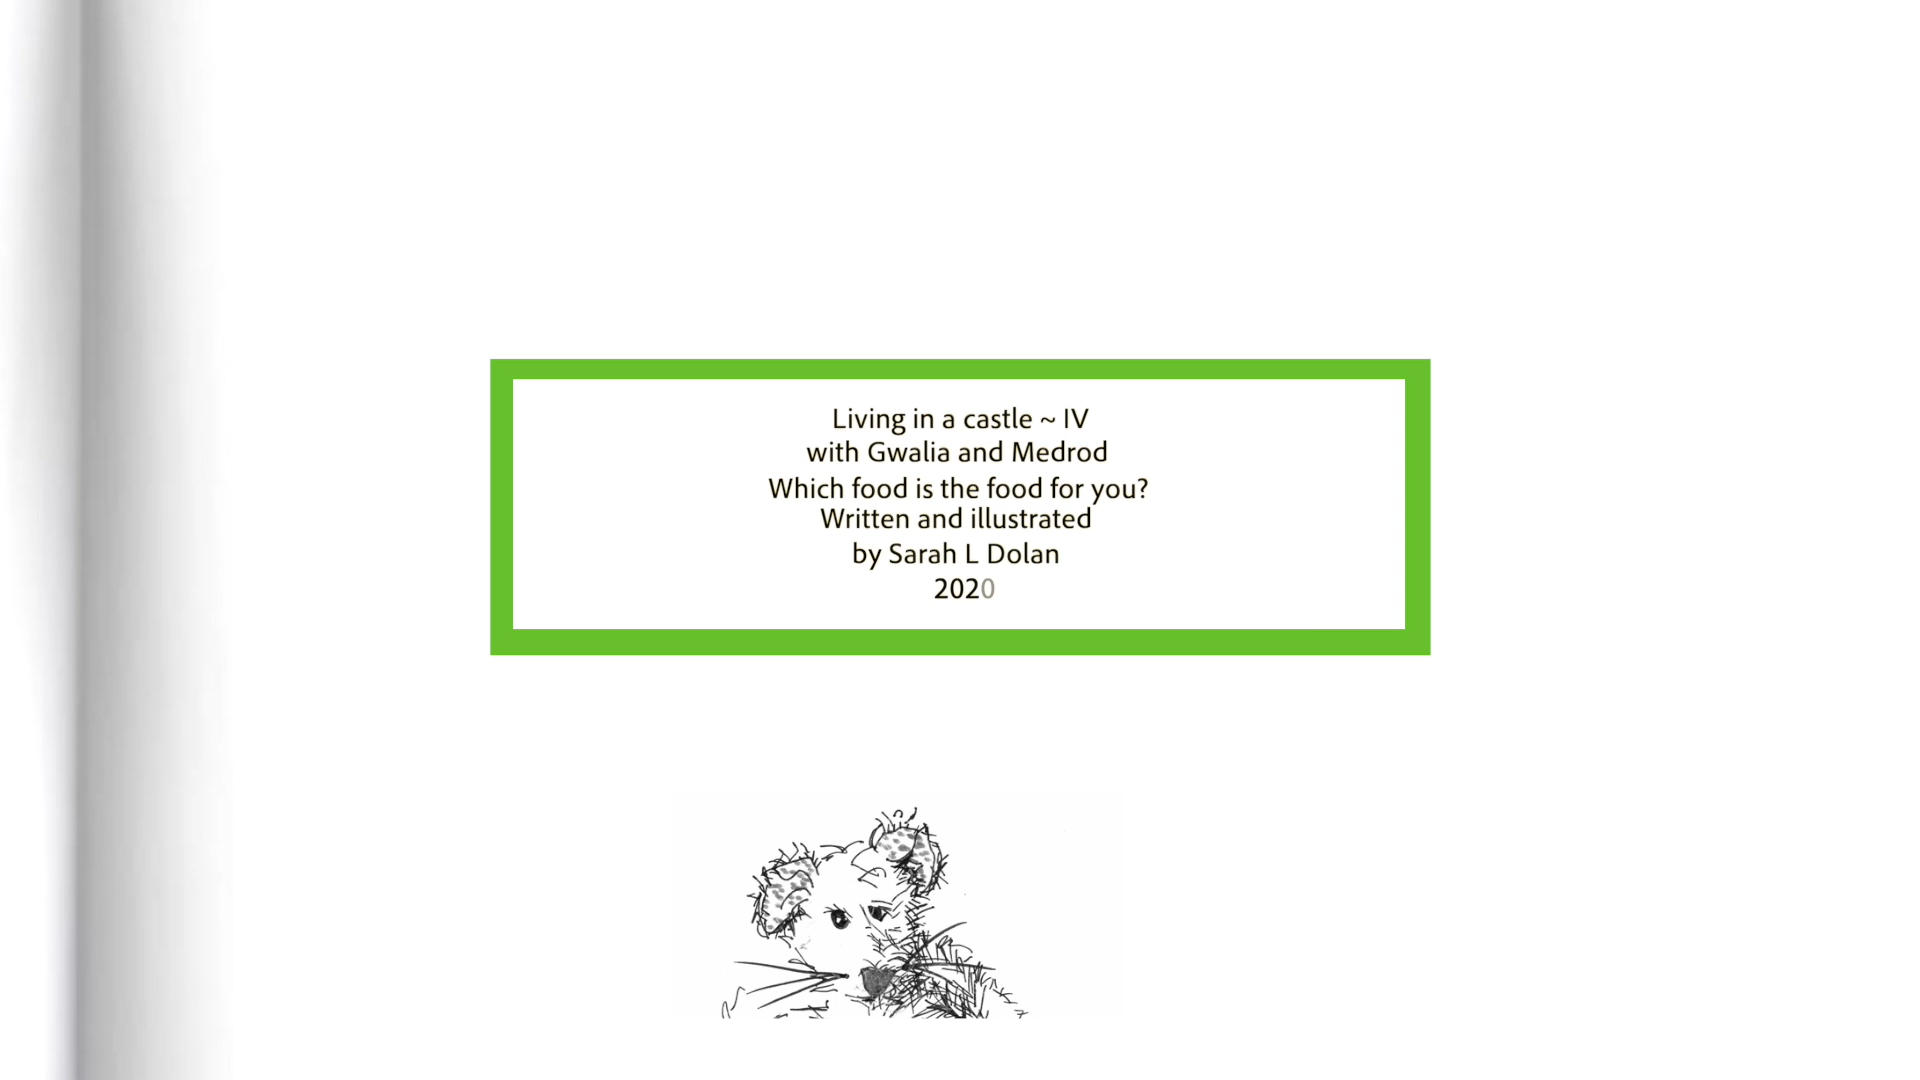 Living in a castle ~ IV
with Gwalia and Medrod
Which food is the food for you?
Written and illustrated
by Sarah L Dolan
2020